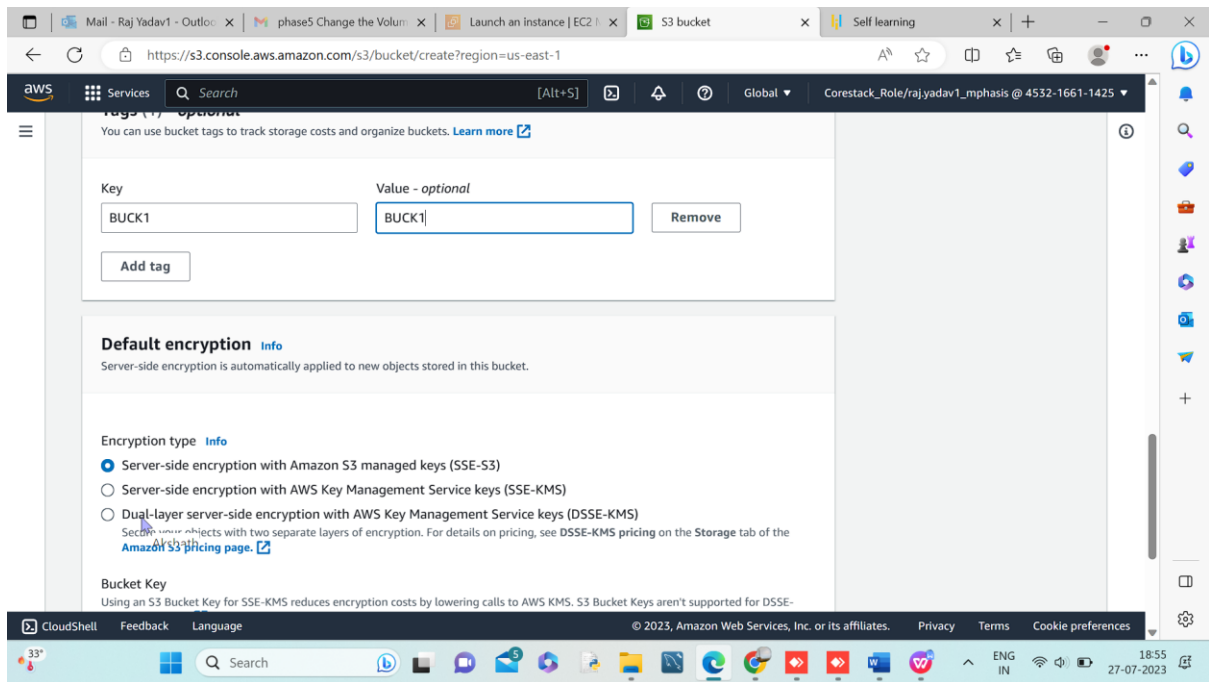 Mail - Raj Yadav1 - Outloo
phase5 Change the Volum
Launch an instance | EC2 M
S3 bucket
Self learning
https://s3.console.aws.amazon.com/s3/bucket/create?region=us-east-1
aws
Services
Search
[Alt+S]
Global
Corestack_Role/raj.yadav1_mphasis @ 4532-1661-1425
Tags (1) - optional
You can use bucket tags to track storage costs and organize buckets. Learn more
Key
Value - optional
BUCK1
BUCK1
Remove
Add tag
Default encryption Info
Server-side encryption is automatically applied to new objects stored in this bucket.
Encryption type Info
Server-side encryption with Amazon S3 managed keys (SSE-S3)
Server-side encryption with AWS Key Management Service keys (SSE-KMS)
Dual-layer server-side encryption with AWS Key Management Service keys (DSSE-KMS)
Secure your objects with two separate layers of encryption. For details on pricing, see DSSE-KMS pricing on the Storage tab of the
Amazon S3 pricing page.
Akshath
Bucket Key
Using an S3 Bucket Key for SSE-KMS reduces encryption costs by lowering calls to AWS KMS. S3 Bucket Keys aren't supported for DSSE-
CloudShell
Feedback
Language
© 2023, Amazon Web Services, Inc. or its affiliates.
Privacy
Terms
Cookie preferences
33°
Search
5
ENG
IN
18:55
27-07-2023